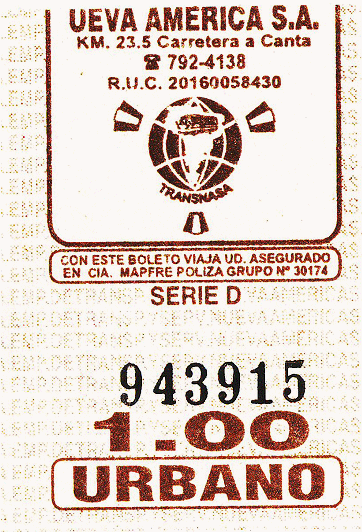 UEVA AMERICA S.A.
KM. 23.5 Carretera a Canta
☎ 792-4138
R.U.C. 20160058430
TRANSNASA
CON ESTE BOLETO VIAJA UD. ASEGURADO
EN CIA. MAPFRE POLIZA GRUPO Nº 30174
SERIE D
943915
1.00
URBANO